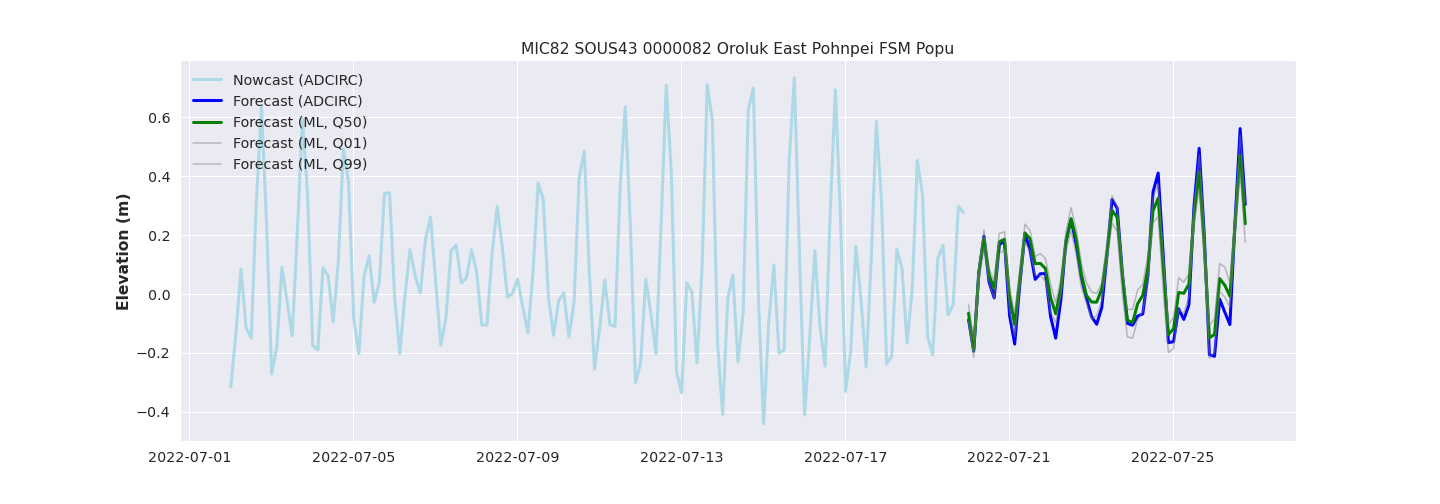 MIC82 SOUS43 0000082 Oroluk East Pohnpei FSM Popu
Nowcast (ADCIRC)
Forecast (ADCIRC)
Forecast (ML, Q50)
Forecast (ML, Q01)
Forecast (ML, Q99)
Elevation (m)
0.6
0.4
0.2
0.0
−0.2
−0.4
2022-07-01 2022-07-05 2022-07-09 2022-07-13 2022-07-17 2022-07-21 2022-07-25